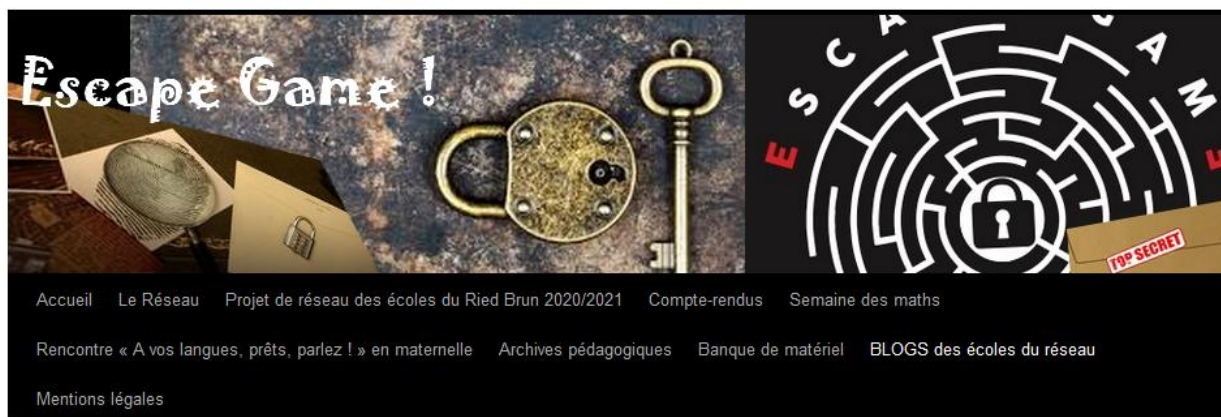 Escape Game !
ESCAPE GAME
TOP SECRET
Accueil Le Réseau Projet de réseau des écoles du Ried Brun 2020/2021 Compte-rendus Semaine des maths
Rencontre « A vos langues, prêts, parlez ! » en maternelle Archives pédagogiques Banque de matériel BLOGS des écoles du réseau
Mentions légales